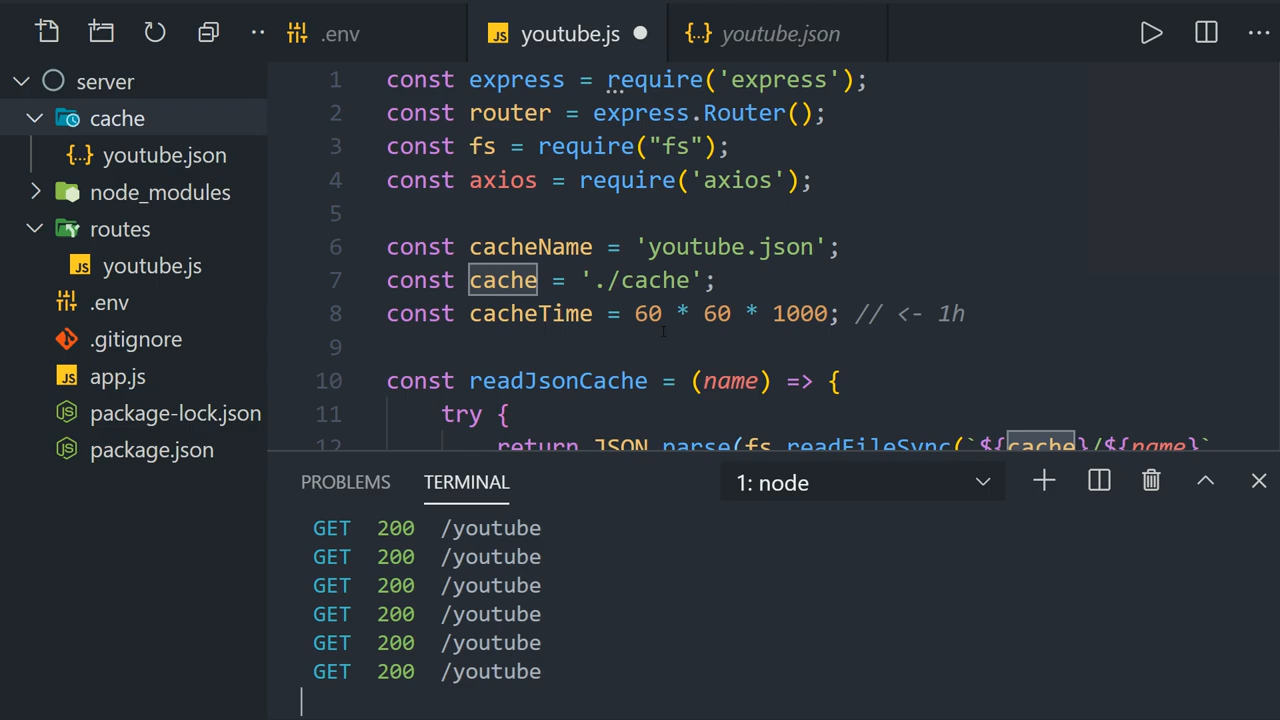 .env
youtube.js
youtube.json
server
cache
youtube.json
node_modules
routes
youtube.js
.env
.gitignore
app.js
package-lock.json
package.json
1 const express = require('express');
2 const router = express.Router();
3 const fs = require("fs");
4 const axios = require('axios');
5
6 const cacheName = 'youtube.json';
7 const cache = './cache';
8 const cacheTime = 60 * 60 * 1000; // <- 1h
9
10 const readJsonCache = (name) => {
11 try {
12 return JSON.parse(fs.readFileSync(`${cache}/${name}`
PROBLEMS TERMINAL 1: node
GET 200 /youtube
GET 200 /youtube
GET 200 /youtube
GET 200 /youtube
GET 200 /youtube
GET 200 /youtube